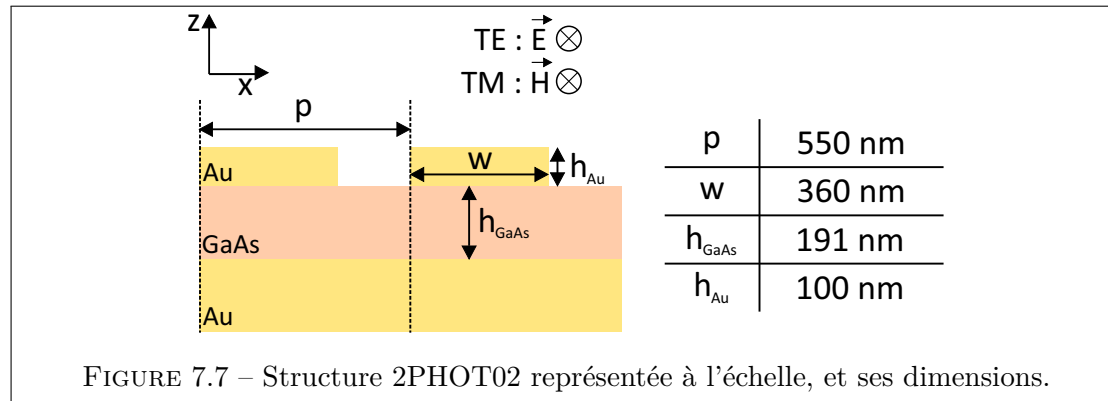 z
x
TE : E ⊗
TM : H ⊗
p
Au
w
h_Au
GaAs
h_GaAs
Au
p 550 nm
w 360 nm
h_GaAs 191 nm
h_Au 100 nm
FIGURE 7.7 – Structure 2PHOT02 représentée à l'échelle, et ses dimensions.